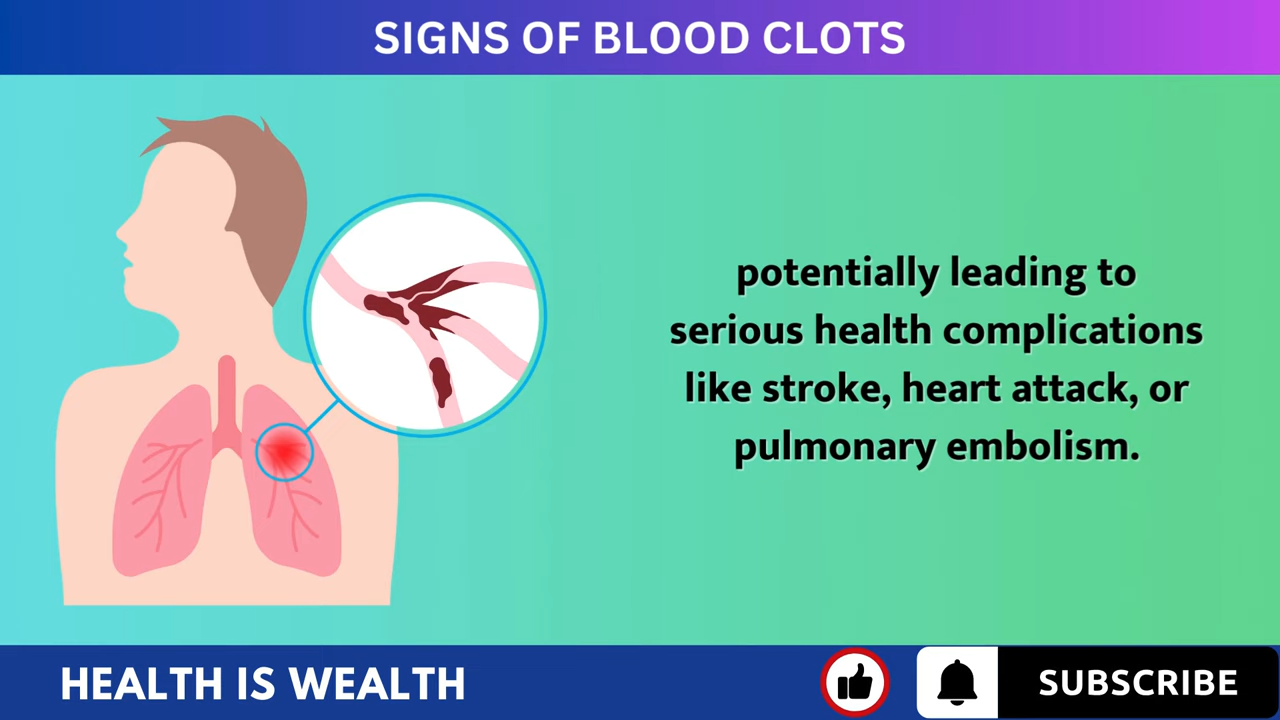 SIGNS OF BLOOD CLOTS
potentially leading to
serious health complications
like stroke, heart attack, or
pulmonary embolism.
HEALTH IS WEALTH
SUBSCRIBE